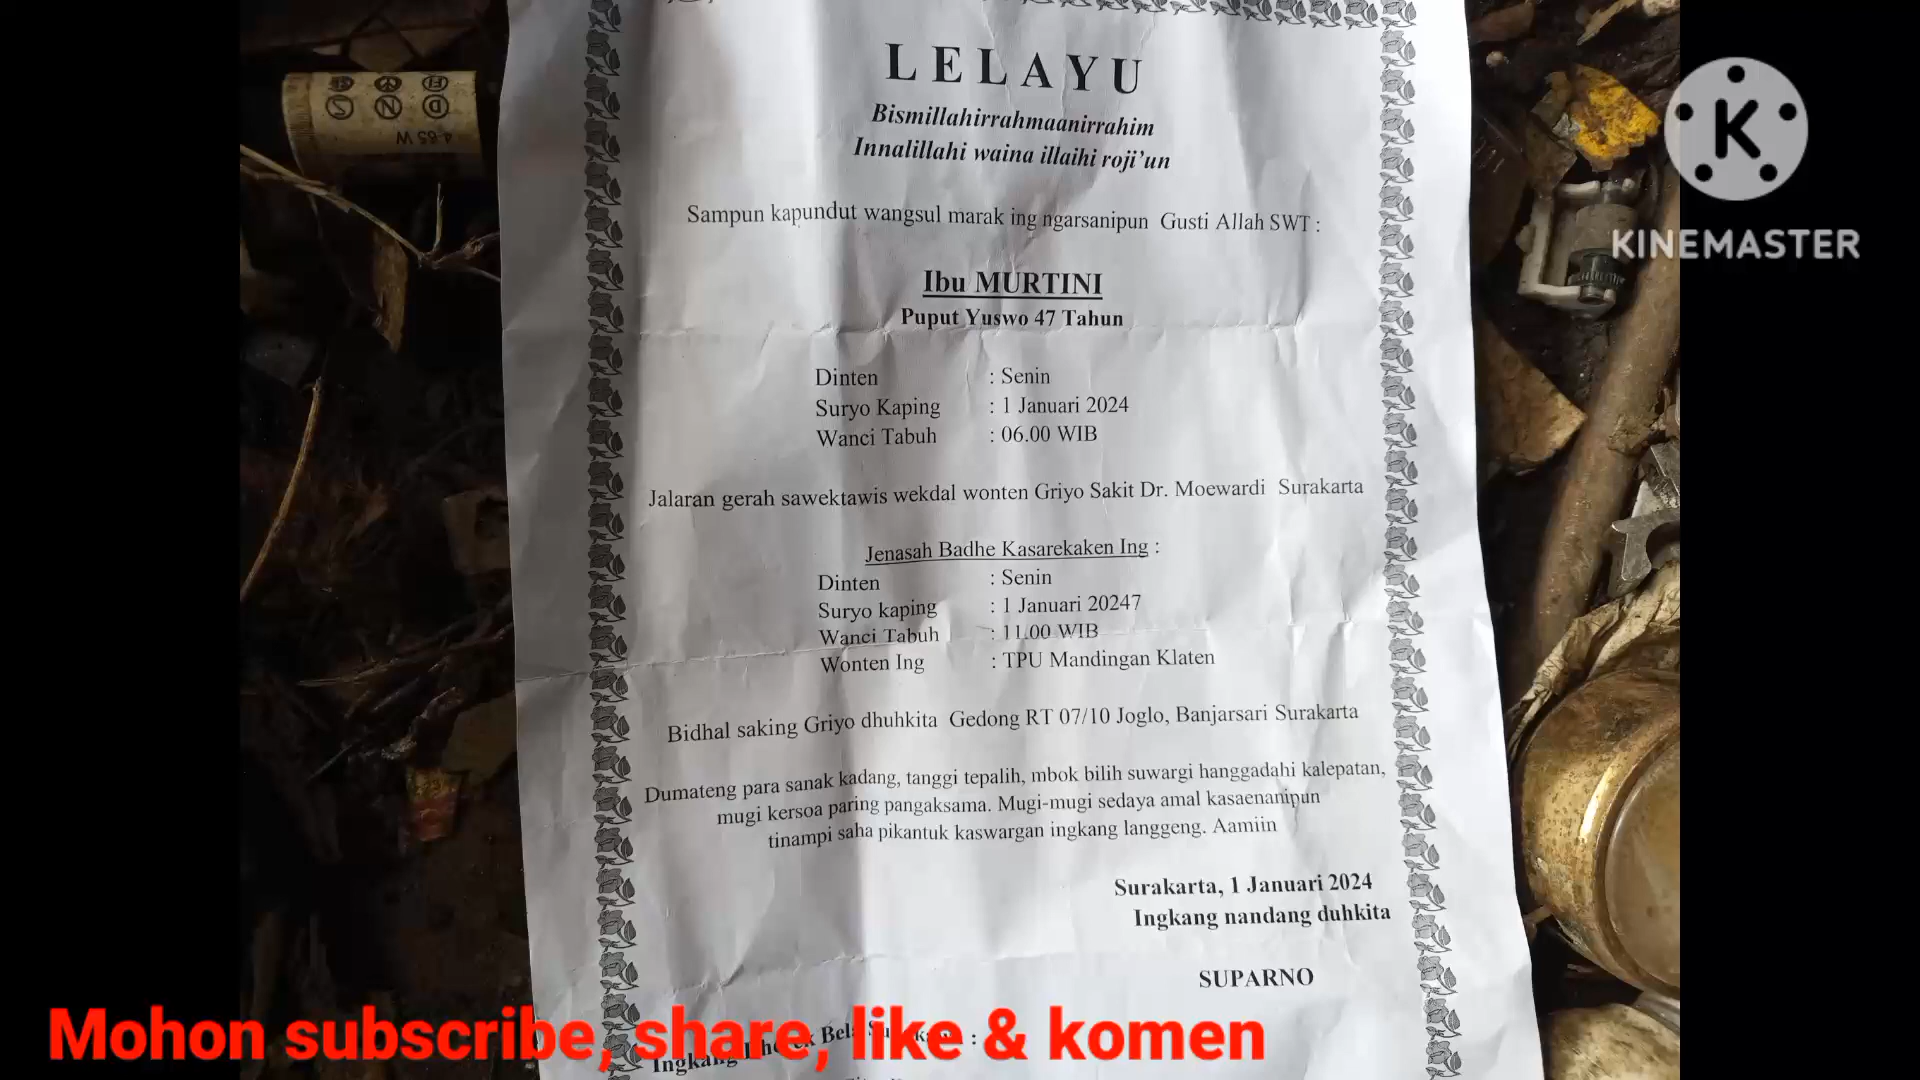 LELAYU
Bismillahirrahmaanirrahim
Innalillahi waina illaihi roji'un
Sampun kapundut wangsul marak ing ngarsanipun Gusti Allah SWT :
Ibu MURTINI
Puput Yuswo 47 Tahun
Dinten : Senin
Suryo Kaping : 1 Januari 2024
Wanci Tabuh : 06.00 WIB
Jalaran gerah sawektawis wekdal wonten Griyo Sakit Dr. Moewardi Surakarta
Jenasah Badhe Kasarekaken Ing :
Dinten : Senin
Suryo kaping : 1 Januari 20247
Wanci Tabuh : 11.00 WIB
Wonten Ing : TPU Mandingan Klaten
Bidhal saking Griyo dhuhkita Gedong RT 07/10 Joglo, Banjarsari Surakarta
Dumateng para sanak kadang, tanggi tepalih, mbok bilih suwargi hanggadahi kalepatan,
mugi kersoa paring pangaksama. Mugi-mugi sedaya amal kasaenanipun
tinampi saha pikantuk kaswargan ingkang langgeng. Aamiin
Surakarta, 1 Januari 2024
Ingkang nandang duhkita
SUPARNO
Ingkang :
Mohon subscribe, share, like & komen
K
KINEMASTER
D N S
4-65 W